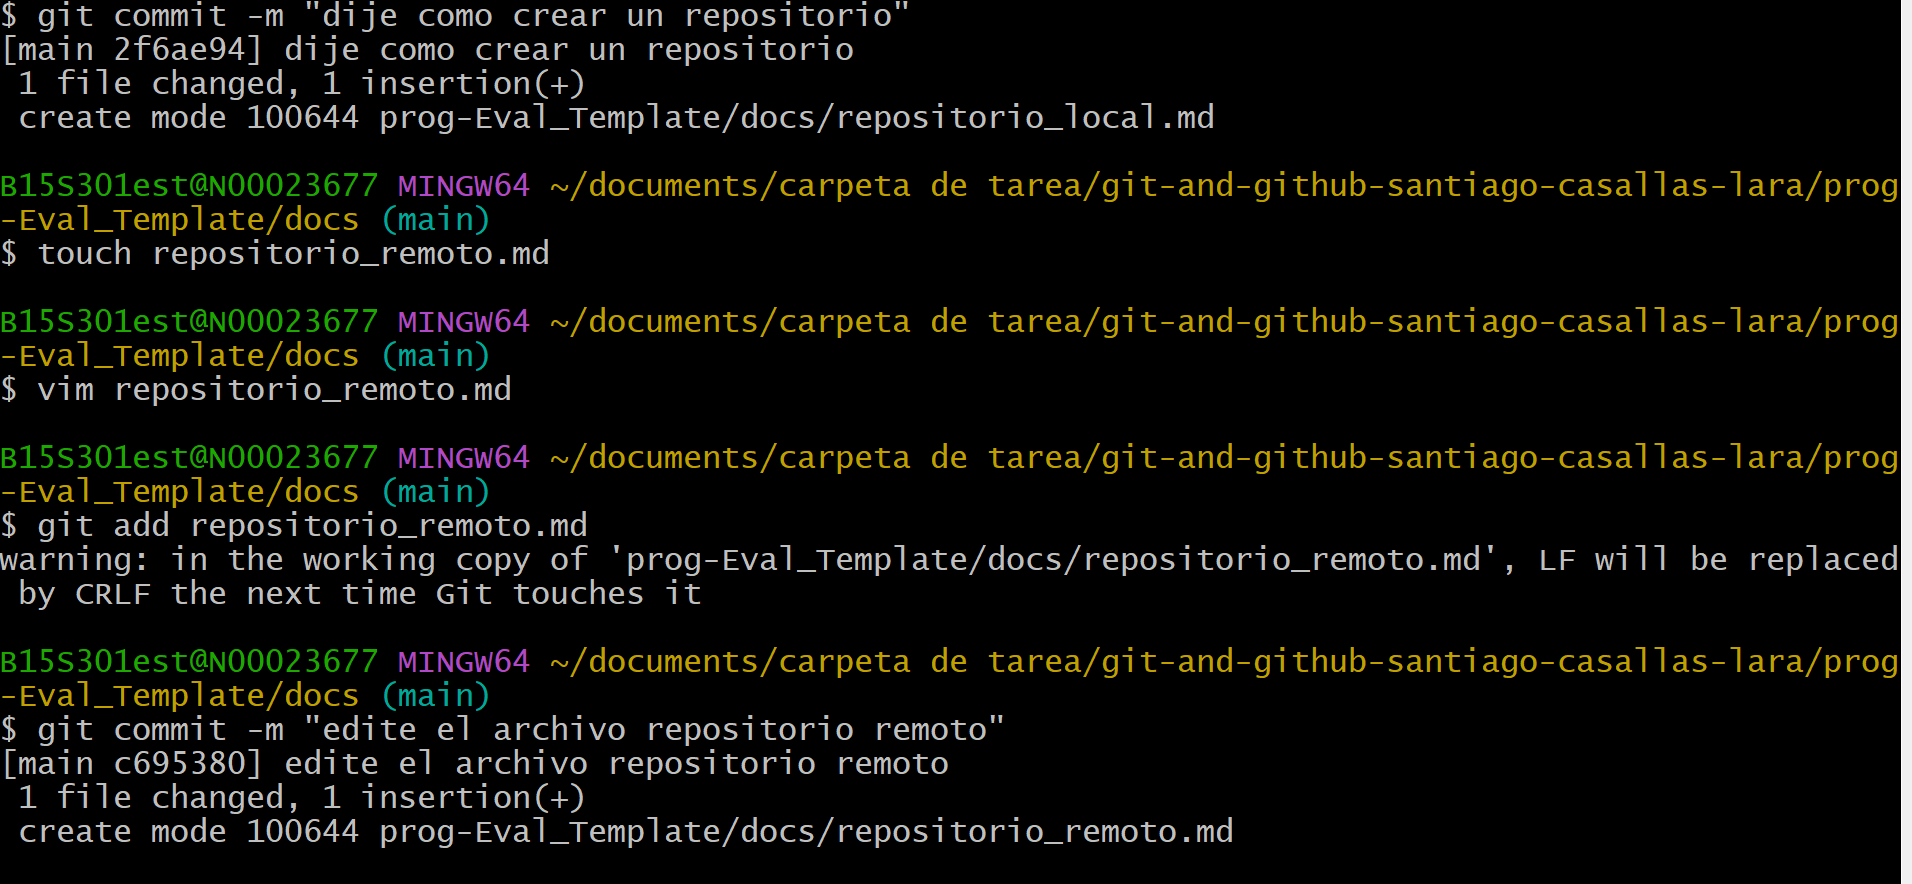 $ git commit -m "dije como crear un repositorio"
[main 2f6ae94] dije como crear un repositorio
 1 file changed, 1 insertion(+)
 create mode 100644 prog-Eval_Template/docs/repositorio_local.md

B15S301est@N00023677 MINGW64 ~/documents/carpeta de tarea/git-and-github-santiago-casallas-lara/prog
-Eval_Template/docs (main)
$ touch repositorio_remoto.md

B15S301est@N00023677 MINGW64 ~/documents/carpeta de tarea/git-and-github-santiago-casallas-lara/prog
-Eval_Template/docs (main)
$ vim repositorio_remoto.md

B15S301est@N00023677 MINGW64 ~/documents/carpeta de tarea/git-and-github-santiago-casallas-lara/prog
-Eval_Template/docs (main)
$ git add repositorio_remoto.md
warning: in the working copy of 'prog-Eval_Template/docs/repositorio_remoto.md', LF will be replaced
 by CRLF the next time Git touches it

B15S301est@N00023677 MINGW64 ~/documents/carpeta de tarea/git-and-github-santiago-casallas-lara/prog
-Eval_Template/docs (main)
$ git commit -m "edite el archivo repositorio remoto"
[main c695380] edite el archivo repositorio remoto
 1 file changed, 1 insertion(+)
 create mode 100644 prog-Eval_Template/docs/repositorio_remoto.md